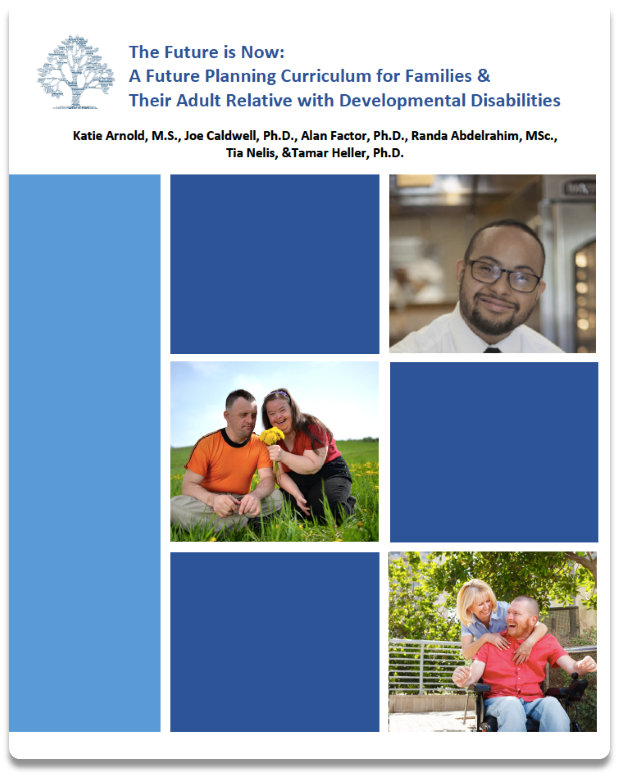 The Future is Now:
A Future Planning Curriculum for Families &
Their Adult Relative with Developmental Disabilities
Katie Arnold, M.S., Joe Caldwell, Ph.D., Alan Factor, Ph.D., Randa Abdelrahim, MSc.,
Tia Nelis, &Tamar Heller, Ph.D.